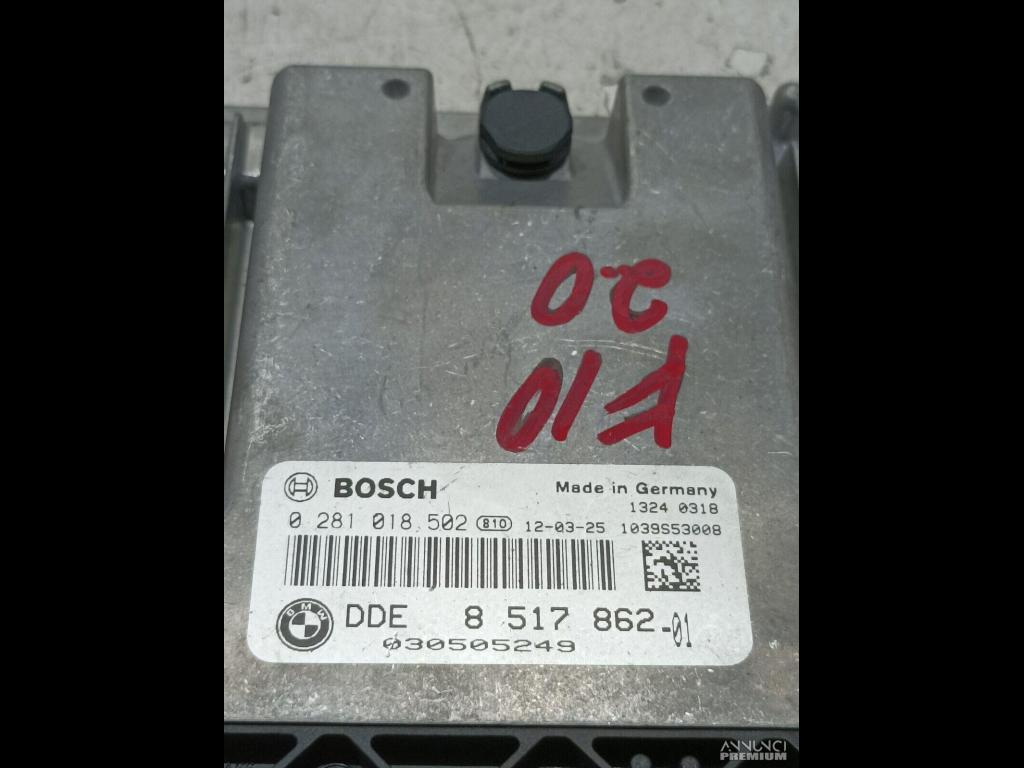 2.0
F10
BOSCH
Made in Germany
1324 0318
0 281 018 502 810 12-03-25 1039S53008
BMW
DDE 8 517 862-01
030505249
ANNUNCI
PREMIUM